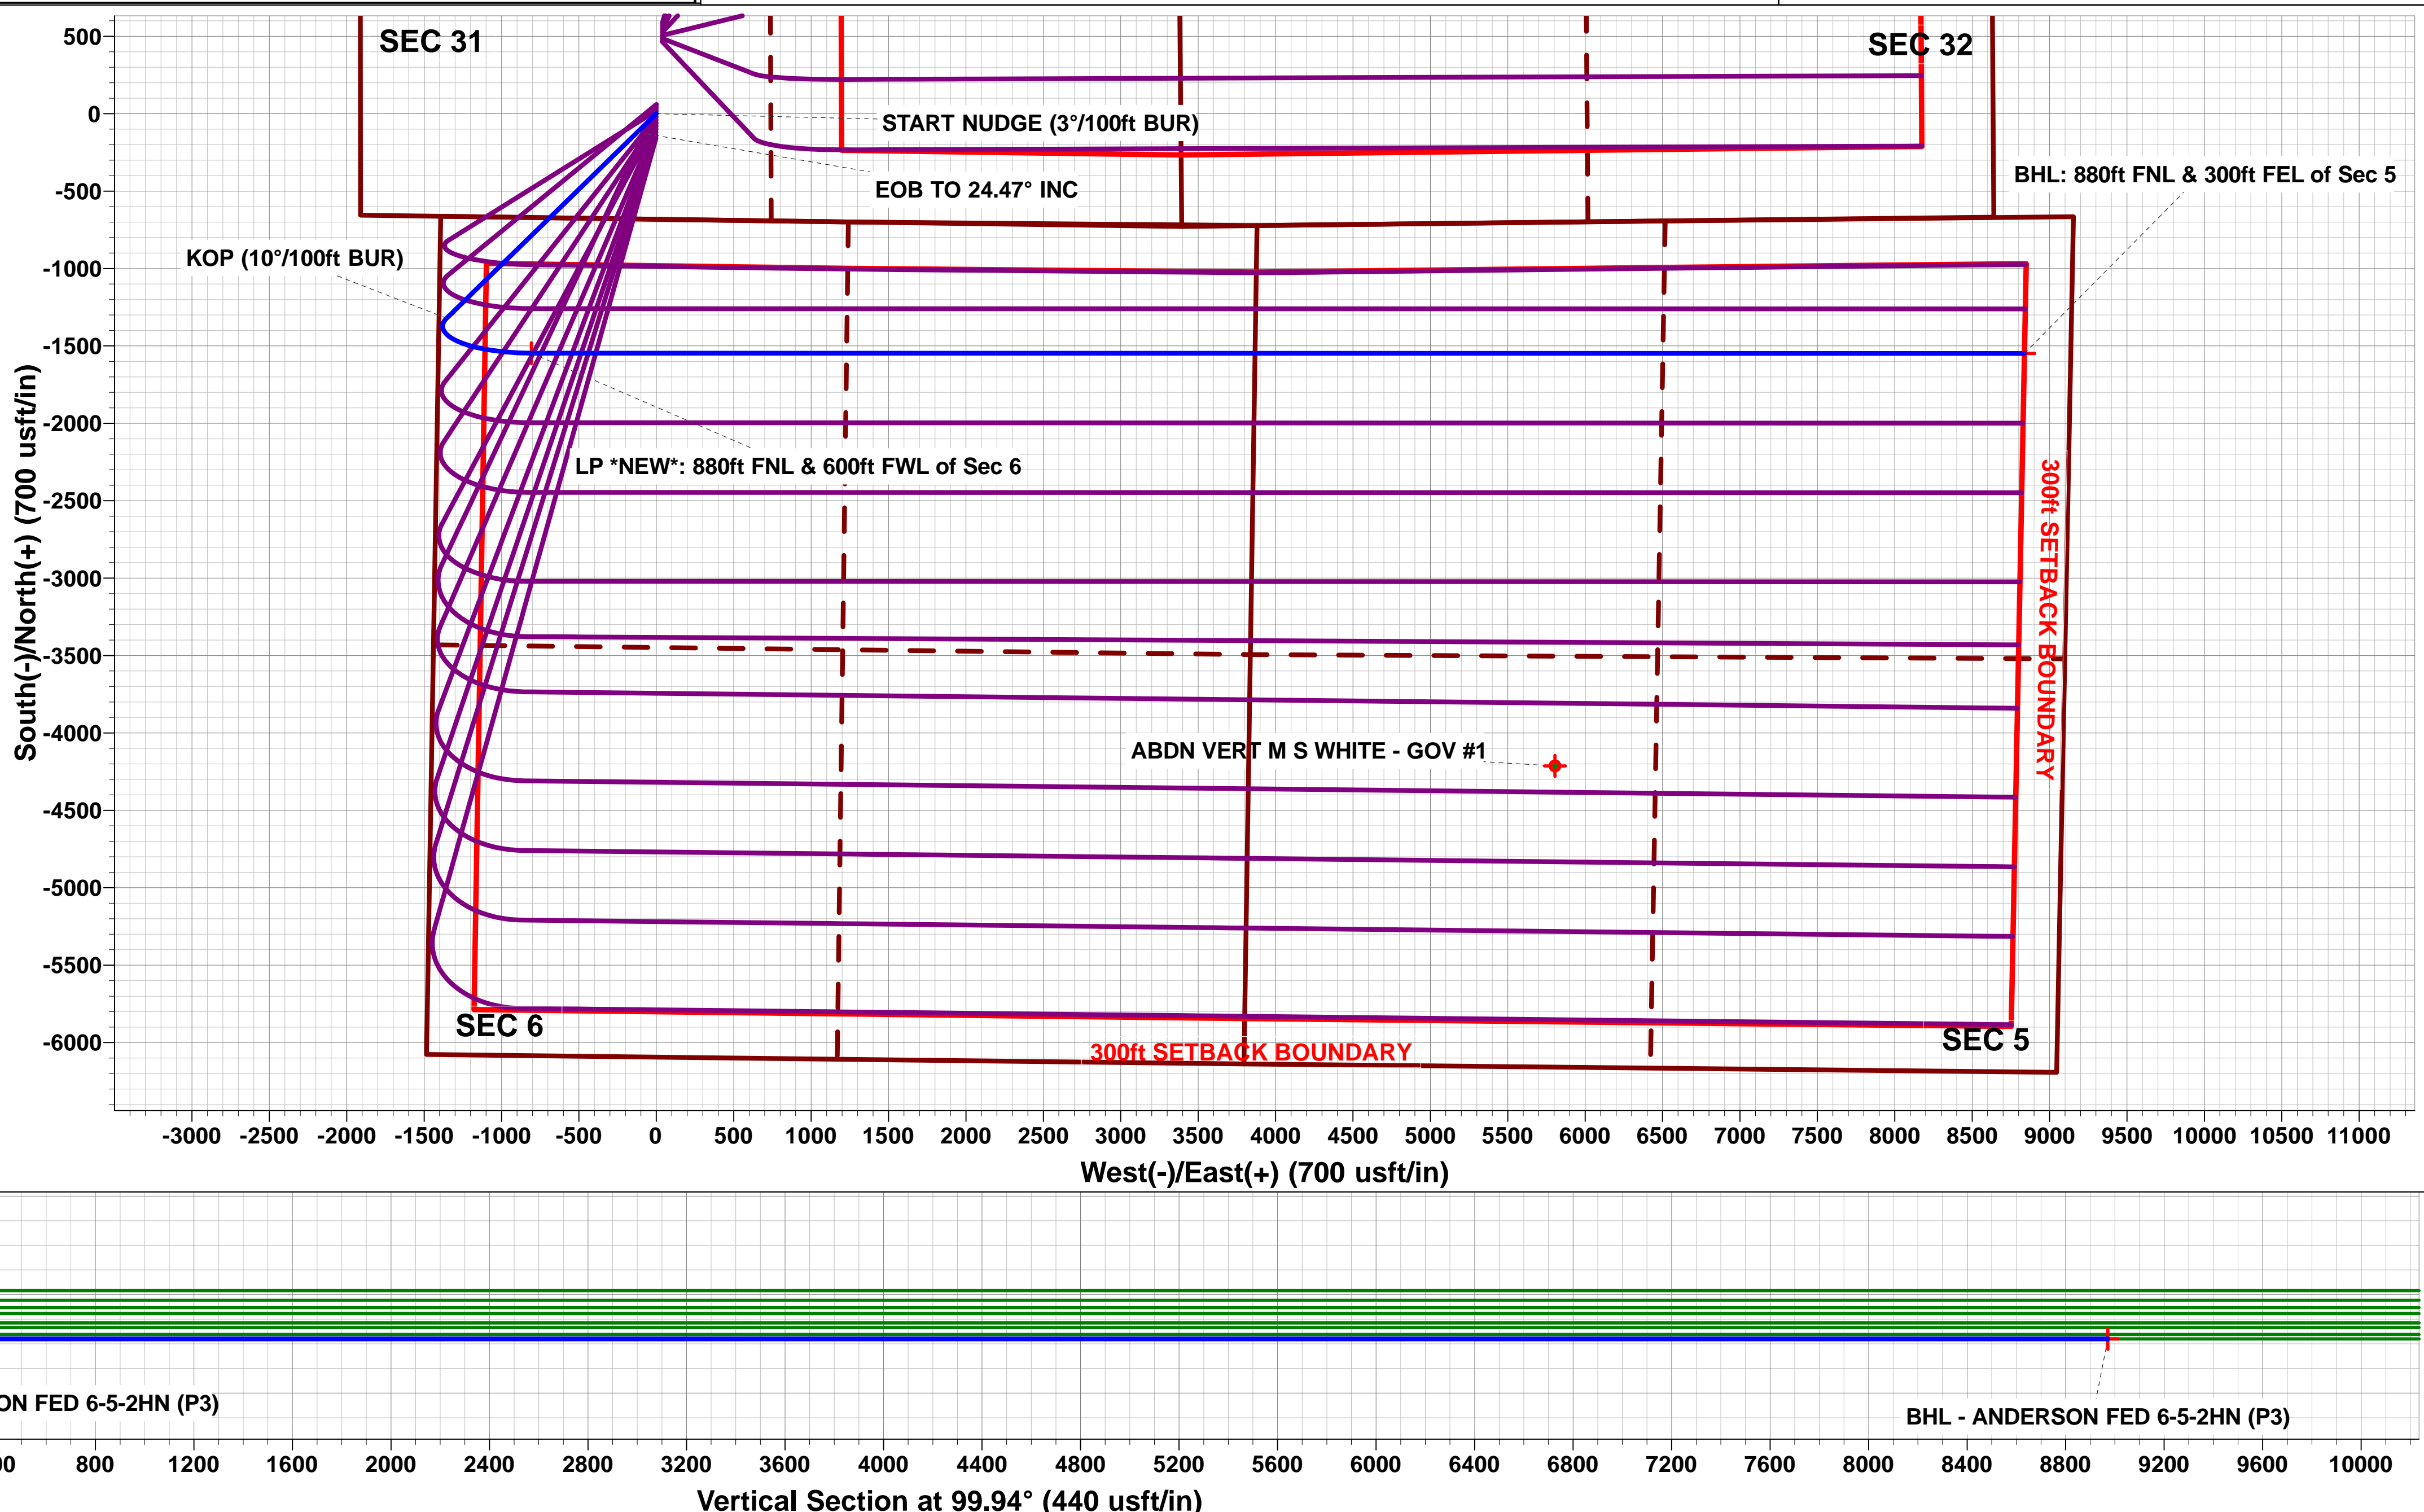 SEC 31
SEC 32
START NUDGE (3°/100ft BUR)
EOB TO 24.47° INC
BHL: 880ft FNL & 300ft FEL of Sec 5
KOP (10°/100ft BUR)
LP *NEW*: 880ft FNL & 600ft FWL of Sec 6
300ft SETBACK BOUNDARY
ABDN VERT M S WHITE - GOV #1
SEC 6
SEC 5
300ft SETBACK BOUNDARY
500
0
-500
-1000
-1500
-2000
-2500
-3000
-3500
-4000
-4500
-5000
-5500
-6000
South(-)/North(+) (700 usft/in)
-3000 -2500 -2000 -1500 -1000 -500 0 500 1000 1500 2000 2500 3000 3500 4000 4500 5000 5500 6000 6500 7000 7500 8000 8500 9000 9500 10000 10500 11000
West(-)/East(+) (700 usft/in)
ON FED 6-5-2HN (P3)
BHL - ANDERSON FED 6-5-2HN (P3)
800 1200 1600 2000 2400 2800 3200 3600 4000 4400 4800 5200 5600 6000 6400 6800 7200 7600 8000 8400 8800 9200 9600 10000
Vertical Section at 99.94° (440 usft/in)